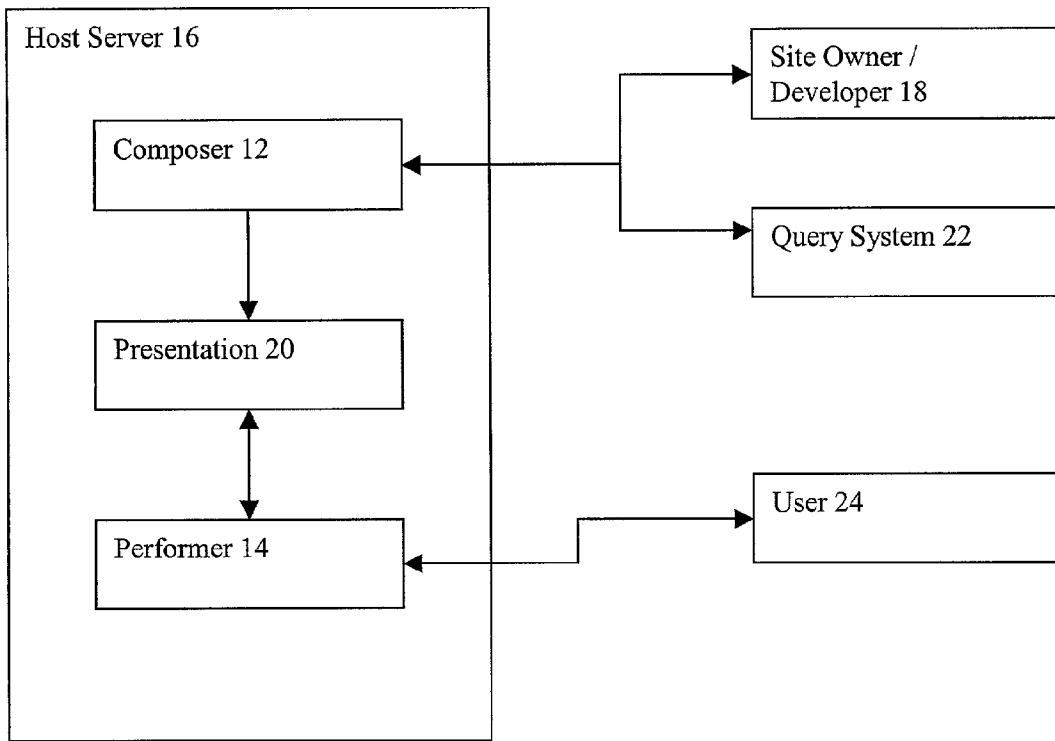 Host Server 16
Composer 12
Presentation 20
Performer 14
Site Owner /
Developer 18
Query System 22
User 24